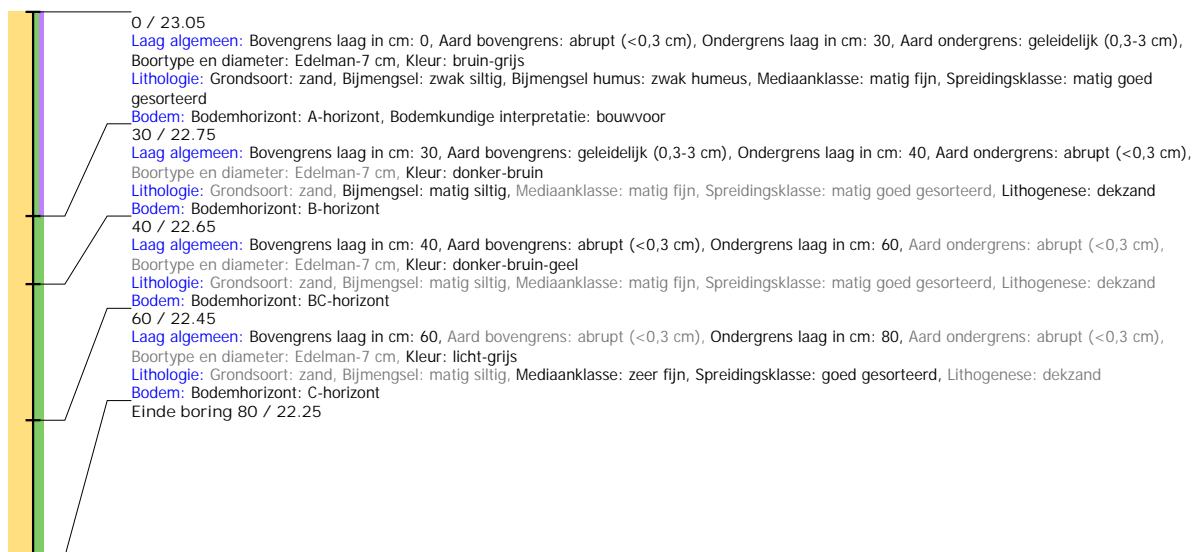 0 / 23.05
Laag algemeen: Bovengrens laag in cm: 0, Aard bovengrens: abrupt (<0,3 cm), Ondergrens laag in cm: 30, Aard ondergrens: geleidelijk (0,3-3 cm),
Boortype en diameter: Edelman-7 cm, Kleur: bruin-grijs
Lithologie: Grondsoort: zand, Bijmengsel: zwak siltig, Bijmengsel humus: zwak humeus, Mediaanklasse: matig fijn, Spreidingsklasse: matig goed
gesorteerd
Bodem: Bodemhorizont: A-horizont, Bodemkundige interpretatie: bouwvoor
30 / 22.75
Laag algemeen: Bovengrens laag in cm: 30, Aard bovengrens: geleidelijk (0,3-3 cm), Ondergrens laag in cm: 40, Aard ondergrens: abrupt (<0,3 cm),
Boortype en diameter: Edelman-7 cm, Kleur: donker-bruin
Lithologie: Grondsoort: zand, Bijmengsel: matig siltig, Mediaanklasse: matig fijn, Spreidingsklasse: matig goed gesorteerd, Lithogenese: dekzand
Bodem: Bodemhorizont: B-horizont
40 / 22.65
Laag algemeen: Bovengrens laag in cm: 40, Aard bovengrens: abrupt (<0,3 cm), Ondergrens laag in cm: 60, Aard ondergrens: abrupt (<0,3 cm),
Boortype en diameter: Edelman-7 cm, Kleur: donker-bruin-geel
Lithologie: Grondsoort: zand, Bijmengsel: matig siltig, Mediaanklasse: matig fijn, Spreidingsklasse: matig goed gesorteerd, Lithogenese: dekzand
Bodem: Bodemhorizont: BC-horizont
60 / 22.45
Laag algemeen: Bovengrens laag in cm: 60, Aard bovengrens: abrupt (<0,3 cm), Ondergrens laag in cm: 80, Aard ondergrens: abrupt (<0,3 cm),
Boortype en diameter: Edelman-7 cm, Kleur: licht-grijs
Lithologie: Grondsoort: zand, Bijmengsel: matig siltig, Mediaanklasse: zeer fijn, Spreidingsklasse: goed gesorteerd, Lithogenese: dekzand
Bodem: Bodemhorizont: C-horizont
Einde boring 80 / 22.25